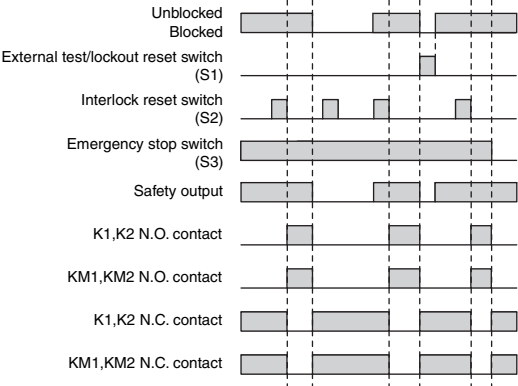 Unblocked
Blocked
External test/lockout reset switch
(S1)
Interlock reset switch
(S2)
Emergency stop switch
(S3)
Safety output
K1,K2 N.O. contact
KM1,KM2 N.O. contact
K1,K2 N.C. contact
KM1,KM2 N.C. contact